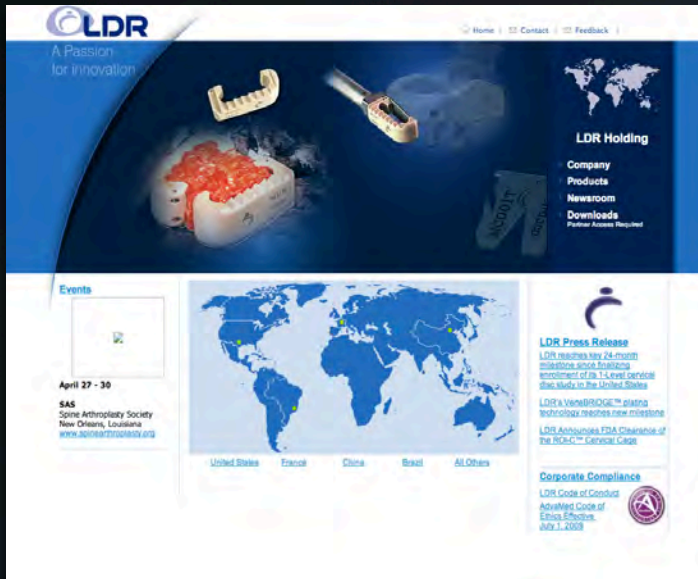 LDR
A Passion
for Innovation
Home | Contact | Feedback |
LDR Holding
Company
Products
Newsroom
Downloads
Partner Access Required
Events
April 27 - 30
SAS
Spine Arthroplasty Society
New Orleans, Louisiana
www.spinearthroplasty.org
United States France China Brazil All Others
LDR Press Release
LDR reaches key 24-month
milestone since finalizing
enrollment of its 1-Level cervical
disc study in the United States
LDR's VerteBRIDGE™ plating
technology reaches new milestone
LDR Announces FDA Clearance of
the ROI-C™ Cervical Cage
Corporate Compliance
LDR Code of Conduct
AdvaMed Code of
Ethics Effective
July 1, 2009